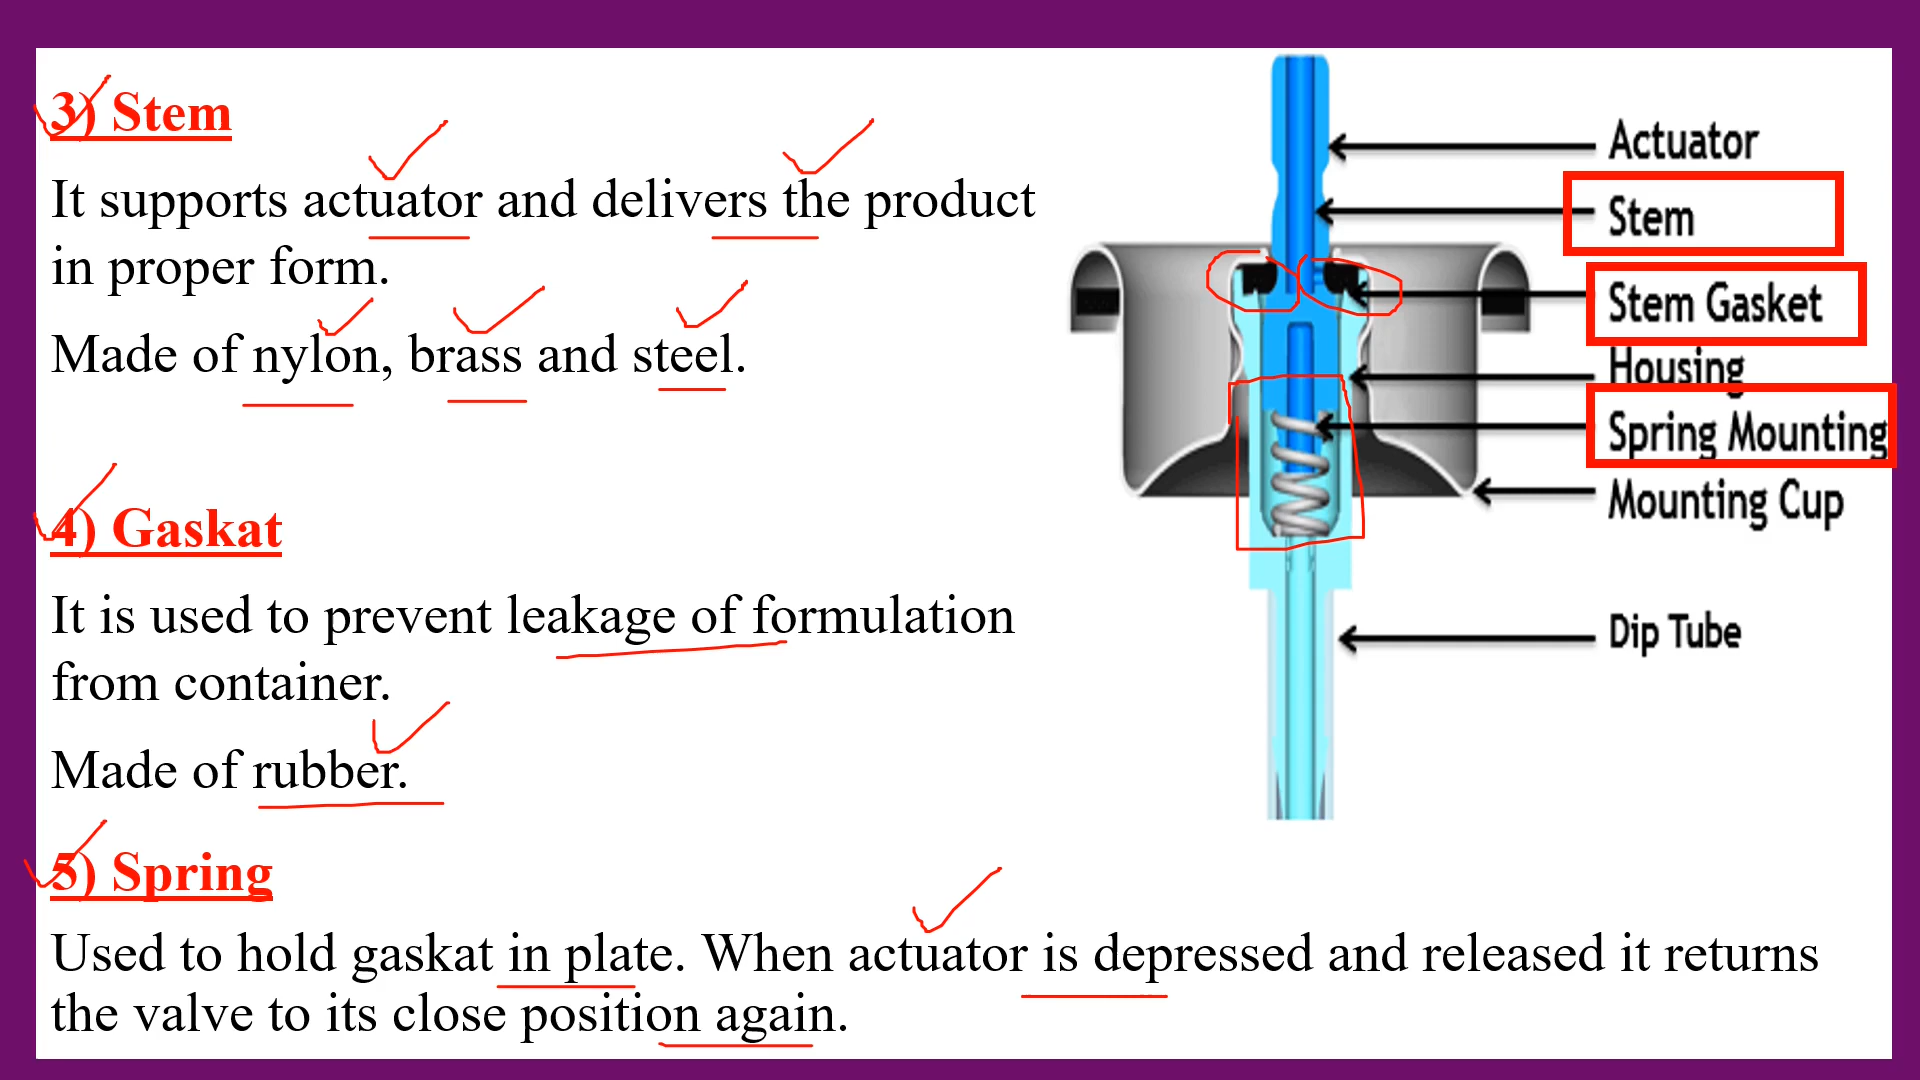 3) Stem
It supports actuator and delivers the product
in proper form.
Made of nylon, brass and steel.
4) Gaskat
It is used to prevent leakage of formulation
from container.
Made of rubber.
5) Spring
Used to hold gaskat in plate. When actuator is depressed and released it returns
the valve to its close position again.
Actuator
Stem
Stem Gasket
Housing
Spring Mounting
Mounting Cup
Dip Tube